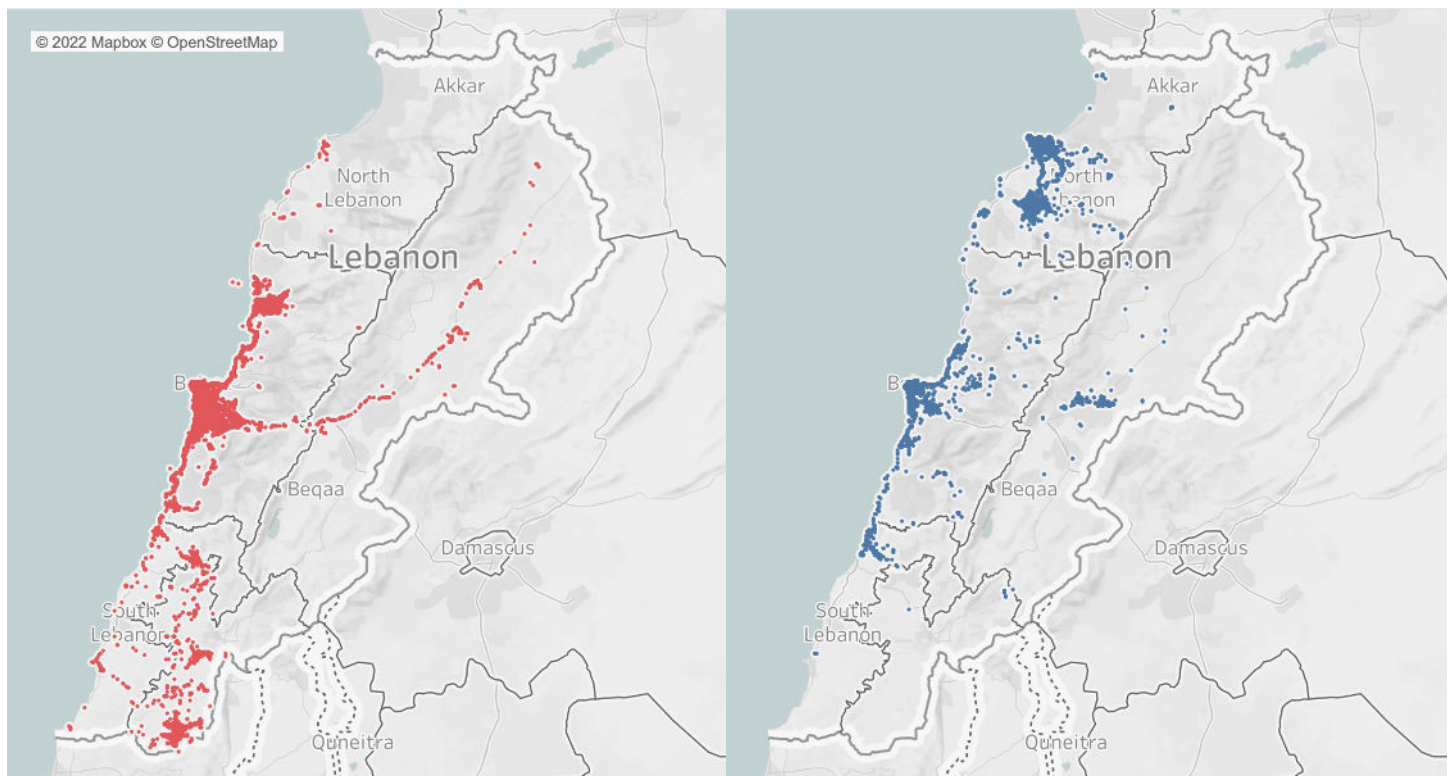 © 2022 Mapbox © OpenStreetMap
Akkar
North
Lebanon
Lebanon
Beqaa
Damascus
South
Lebanon
Quneitra
Akkar
Lebanon
Beqaa
Damascus
South
Lebanon
Quneitra